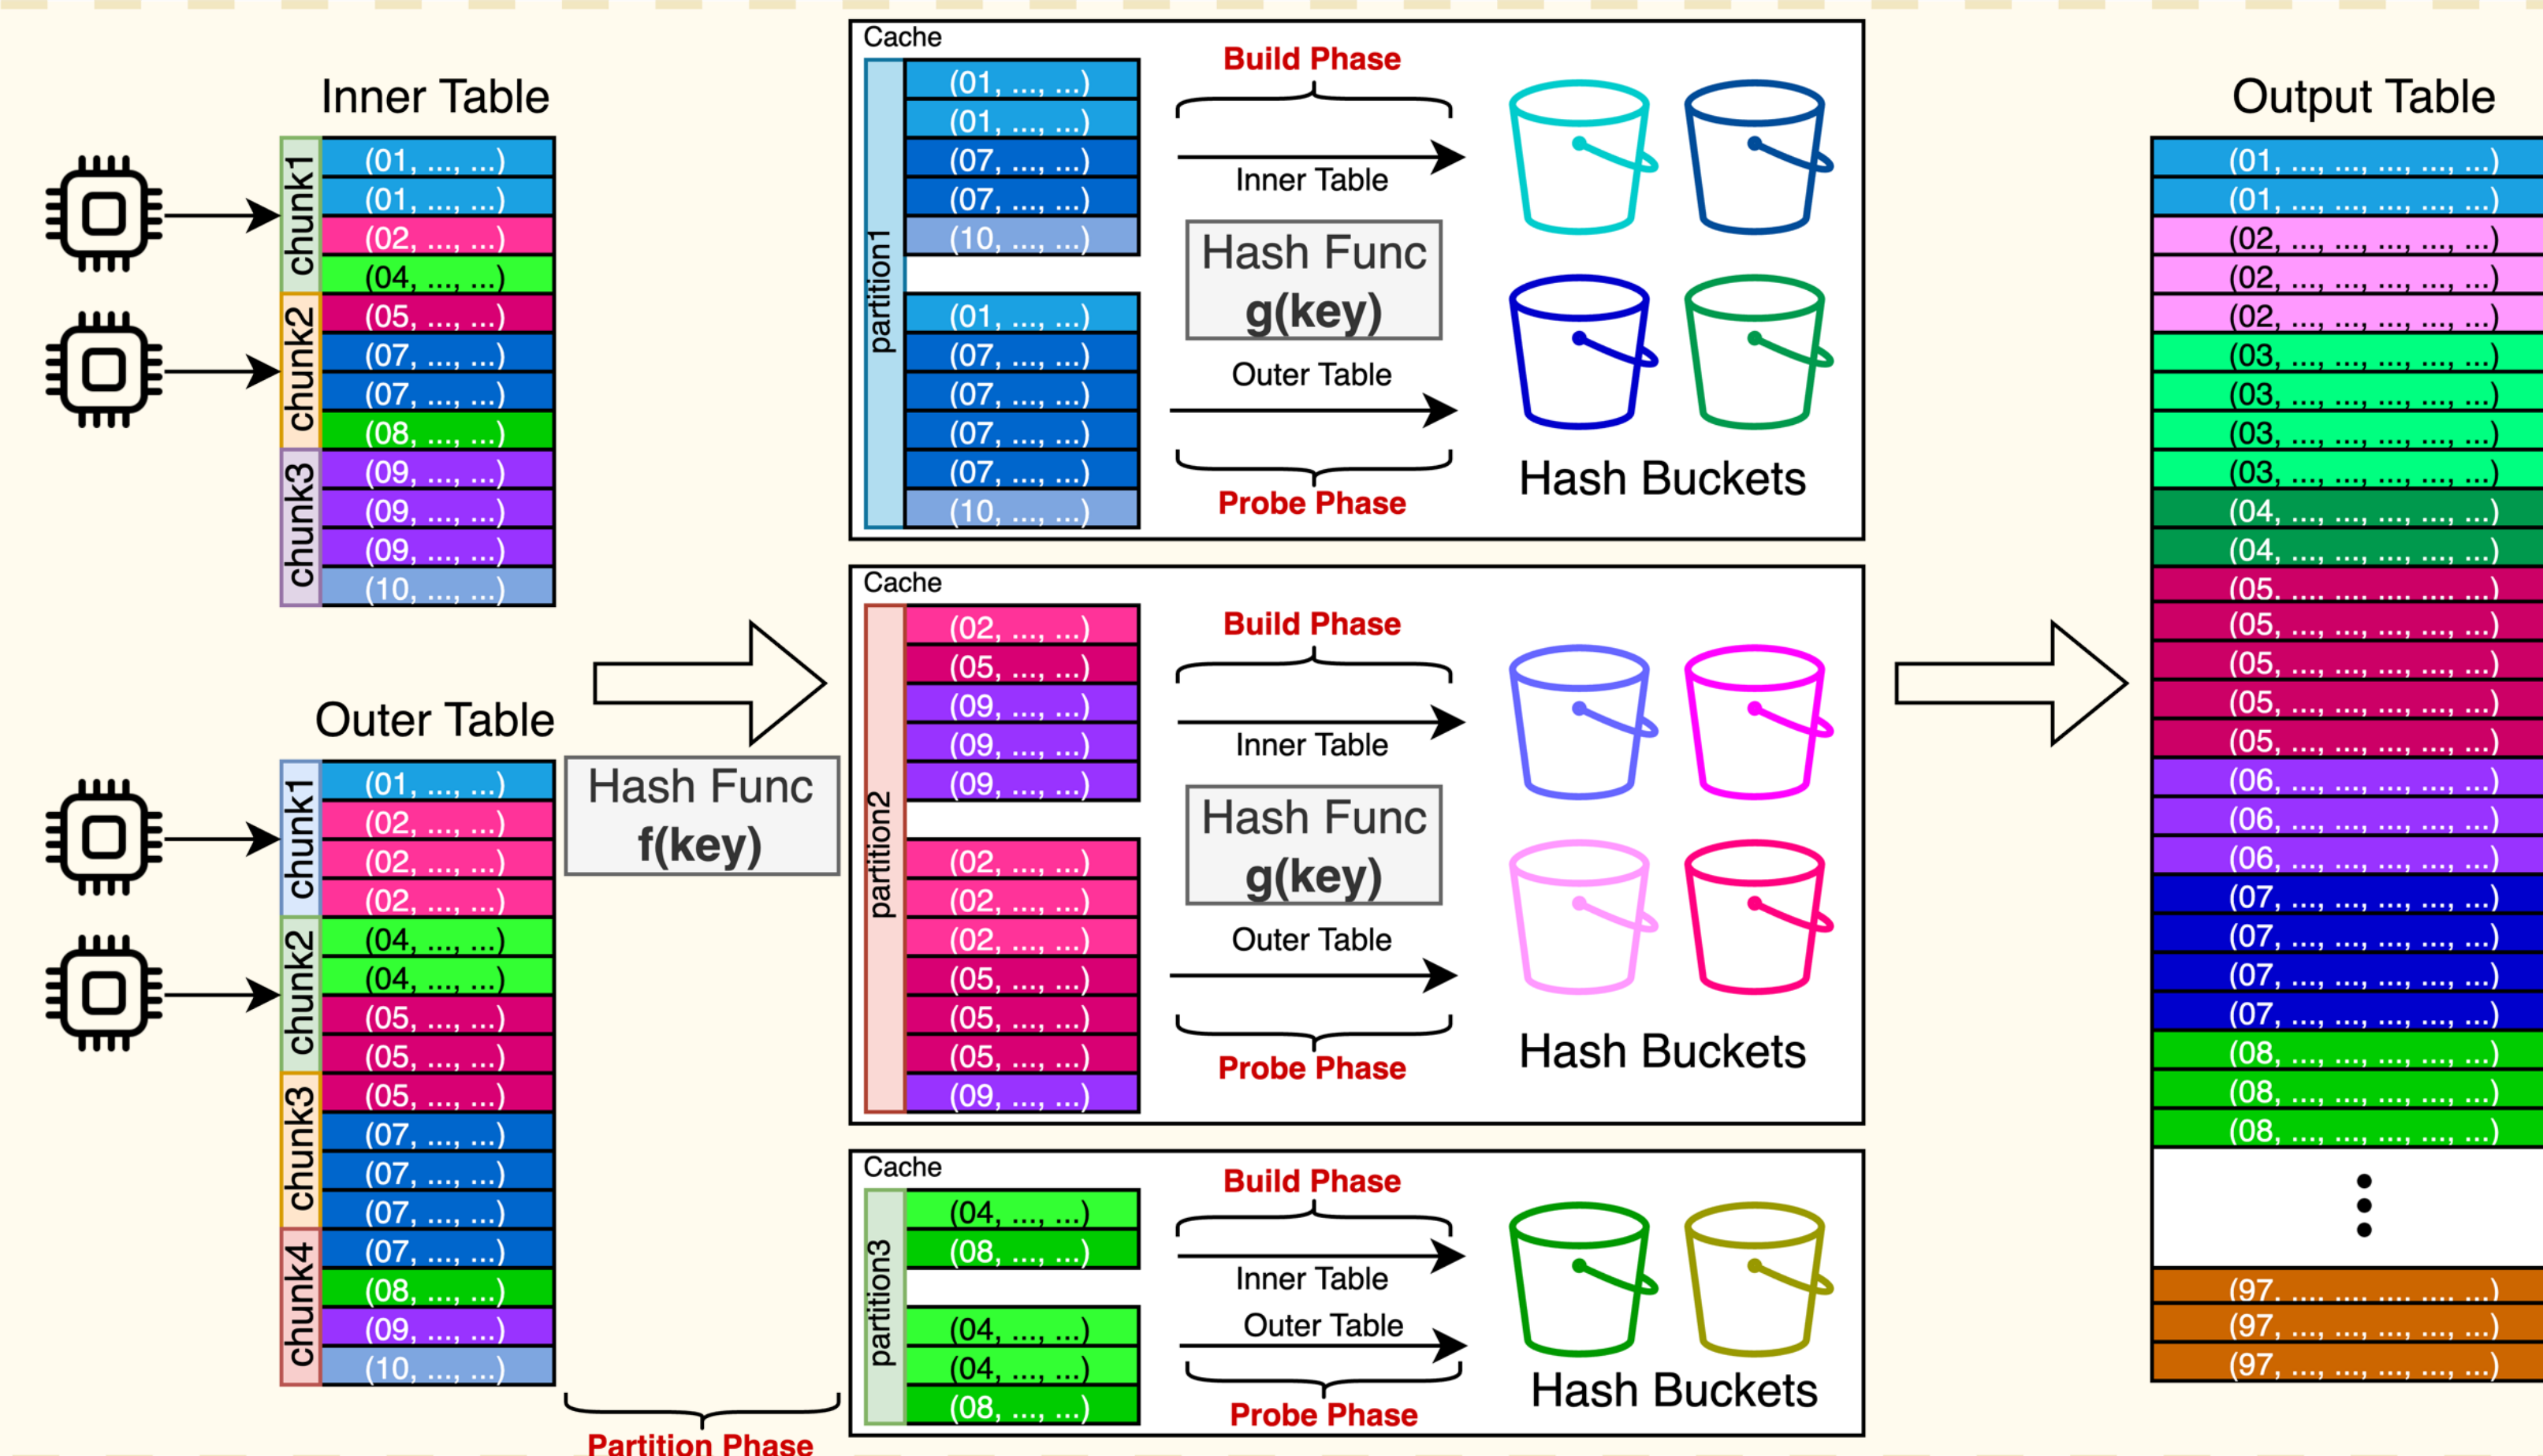 Inner Table
chunk1
(01, ..., ...)
(01, ..., ...)
(02, ..., ...)
(04, ..., ...)
chunk2
(05, ..., ...)
(07, ..., ...)
(07, ..., ...)
(08, ..., ...)
chunk3
(09, ..., ...)
(09, ..., ...)
(09, ..., ...)
(10, ..., ...)
Outer Table
chunk1
(01, ..., ...)
(02, ..., ...)
(02, ..., ...)
(02, ..., ...)
chunk2
(04, ..., ...)
(04, ..., ...)
(05, ..., ...)
(05, ..., ...)
chunk3
(05, ..., ...)
(07, ..., ...)
(07, ..., ...)
(07, ..., ...)
chunk4
(07, ..., ...)
(08, ..., ...)
(09, ..., ...)
(10, ..., ...)
Hash Func
f(key)
Partition Phase
Cache
partition1
(01, ..., ...)
(01, ..., ...)
(07, ..., ...)
(07, ..., ...)
(10, ..., ...)
(01, ..., ...)
(07, ..., ...)
(07, ..., ...)
(07, ..., ...)
(07, ..., ...)
(10, ..., ...)
Build Phase
Inner Table
Hash Func
g(key)
Outer Table
Probe Phase
Hash Buckets
Cache
partition2
(02, ..., ...)
(05, ..., ...)
(09, ..., ...)
(09, ..., ...)
(09, ..., ...)
(02, ..., ...)
(02, ..., ...)
(02, ..., ...)
(05, ..., ...)
(05, ..., ...)
(05, ..., ...)
(09, ..., ...)
Build Phase
Inner Table
Hash Func
g(key)
Outer Table
Probe Phase
Hash Buckets
Cache
partition3
(04, ..., ...)
(08, ..., ...)
(04, ..., ...)
(04, ..., ...)
(08, ..., ...)
Build Phase
Inner Table
Outer Table
Probe Phase
Hash Buckets
Output Table
(01, ..., ..., ..., ..., ...)
(01, ..., ..., ..., ..., ...)
(02, ..., ..., ..., ..., ...)
(02, ..., ..., ..., ..., ...)
(02, ..., ..., ..., ..., ...)
(03, ..., ..., ..., ..., ...)
(03, ..., ..., ..., ..., ...)
(03, ..., ..., ..., ..., ...)
(03, ..., ..., ..., ..., ...)
(04, ..., ..., ..., ..., ...)
(04, ..., ..., ..., ..., ...)
(05, ..., ..., ..., ..., ...)
(05, ..., ..., ..., ..., ...)
(05, ..., ..., ..., ..., ...)
(05, ..., ..., ..., ..., ...)
(05, ..., ..., ..., ..., ...)
(06, ..., ..., ..., ..., ...)
(06, ..., ..., ..., ..., ...)
(06, ..., ..., ..., ..., ...)
(07, ..., ..., ..., ..., ...)
(07, ..., ..., ..., ..., ...)
(07, ..., ..., ..., ..., ...)
(07, ..., ..., ..., ..., ...)
(08, ..., ..., ..., ..., ...)
(08, ..., ..., ..., ..., ...)
(08, ..., ..., ..., ..., ...)
(97, ..., ..., ..., ..., ...)
(97, ..., ..., ..., ..., ...)
(97, ..., ..., ..., ..., ...)